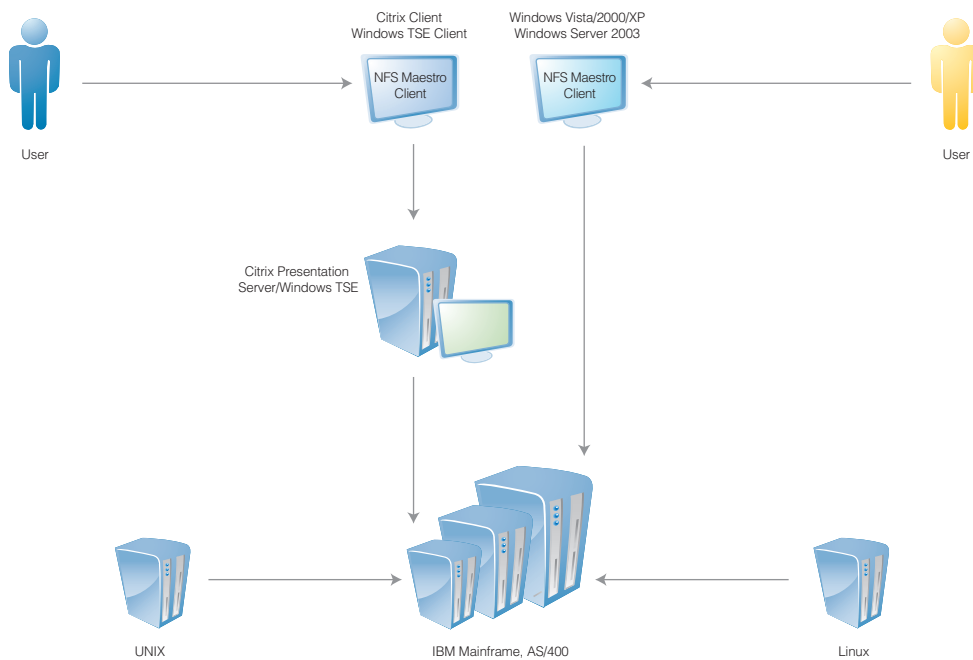 Citrix Client
Windows TSE Client
Windows Vista/2000/XP
Windows Server 2003
NFS Maestro
Client
NFS Maestro
Client
User
User
Citrix Presentation
Server/Windows TSE
UNIX
IBM Mainframe, AS/400
Linux